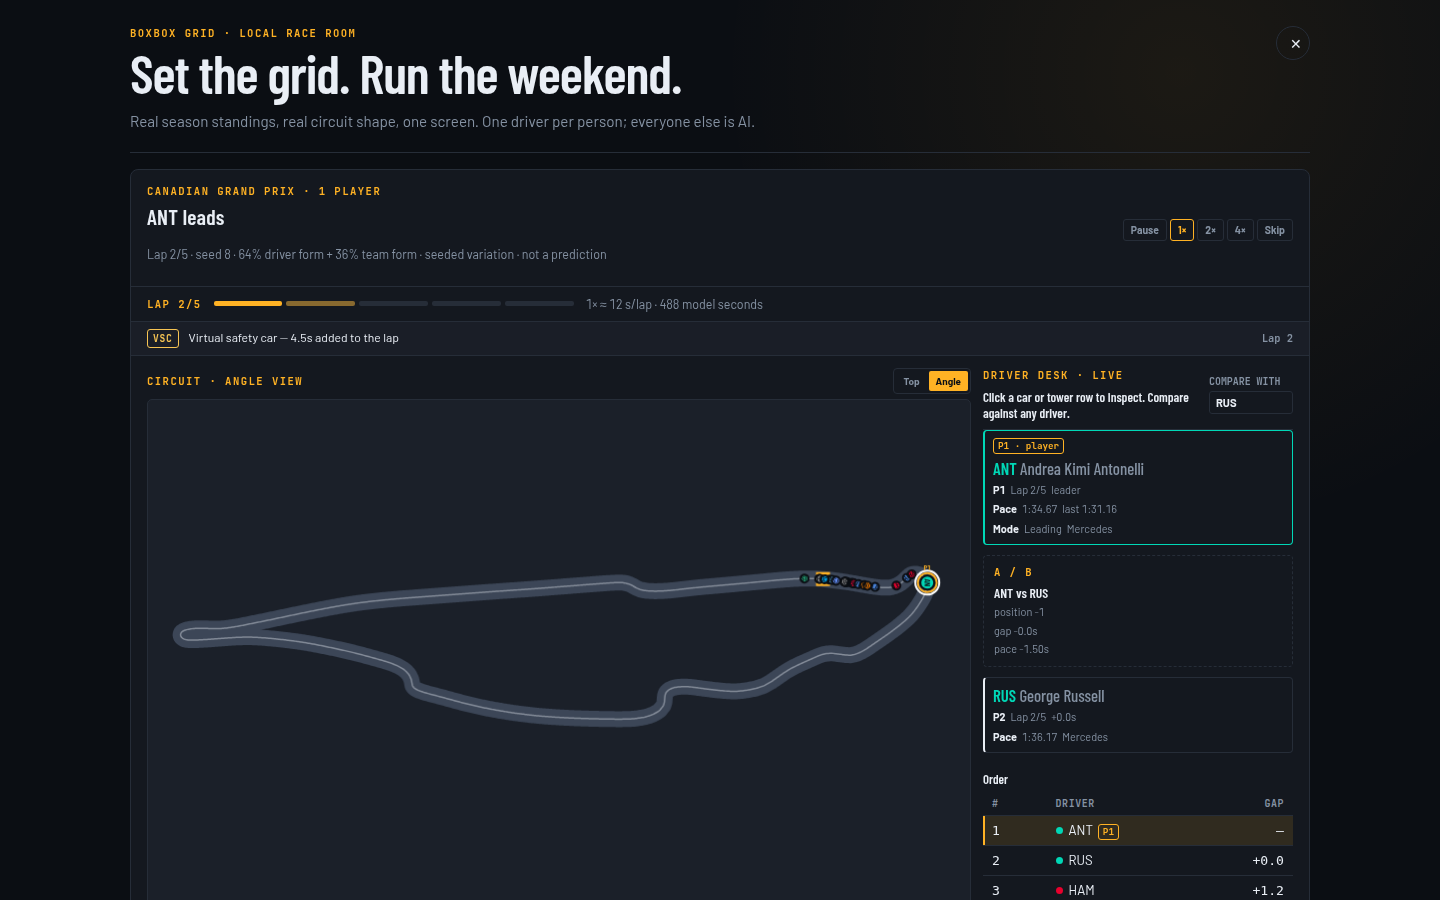 BOXBOX GRID · LOCAL RACE ROOM
Set the grid. Run the weekend.
Real season standings, real circuit shape, one screen. One driver per person; everyone else is AI.
×
CANADIAN GRAND PRIX · 1 PLAYER
ANT leads
Lap 2/5 · seed 8 · 64% driver form + 36% team form · seeded variation · not a prediction
Pause 1× 2× 4× Skip
LAP 2/5 1× ≈ 12 s/lap · 488 model seconds
VSC Virtual safety car — 4.5s added to the lap Lap 2
CIRCUIT · ANGLE VIEW
Top Angle
P1
DRIVER DESK · LIVE
Click a car or tower row to inspect. Compare
against any driver.
COMPARE WITH
RUS
P1 · player
ANT Andrea Kimi Antonelli
P1 Lap 2/5 leader
Pace 1:34.67 last 1:31.16
Mode Leading Mercedes
A / B
ANT vs RUS
position -1
gap -0.0s
pace -1.50s
RUS George Russell
P2 Lap 2/5 +0.0s
Pace 1:36.17 Mercedes
Order
# DRIVER GAP
1 ANT P1 —
2 RUS +0.0
3 HAM +1.2